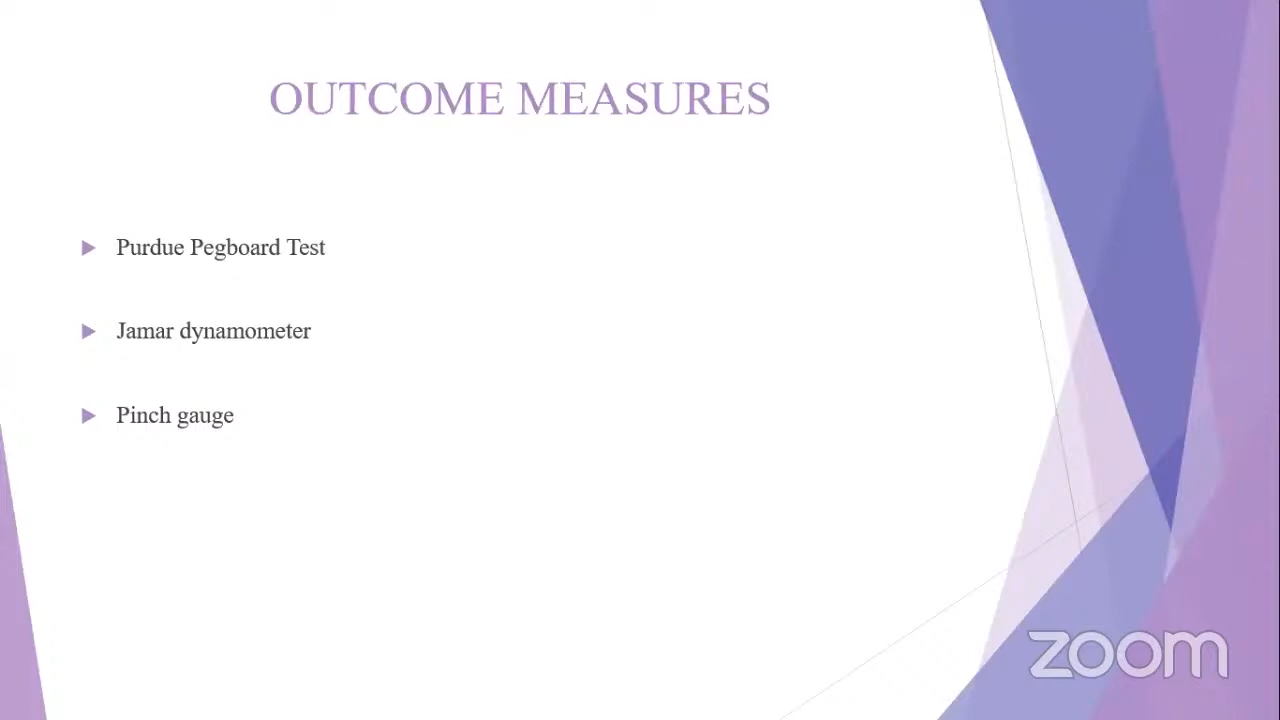 OUTCOME MEASURES
Purdue Pegboard Test
Jamar dynamometer
Pinch gauge
zoom